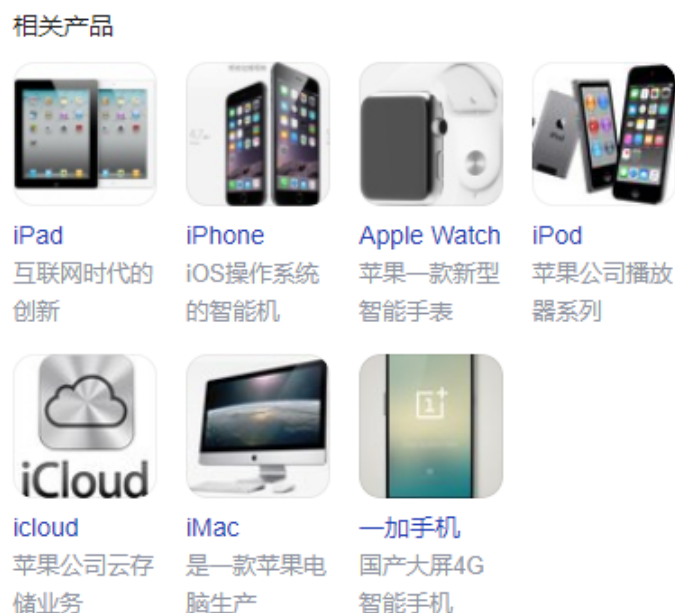 相关产品
iPad
互联网时代的
创新
iPhone
iOS操作系统
的智能机
Apple Watch
苹果一款新型
智能手表
iPod
苹果公司播放
器系列
iCloud
icloud
苹果公司云存
储业务
iMac
是一款苹果电
脑生产
一加手机
国产大屏4G
智能手机